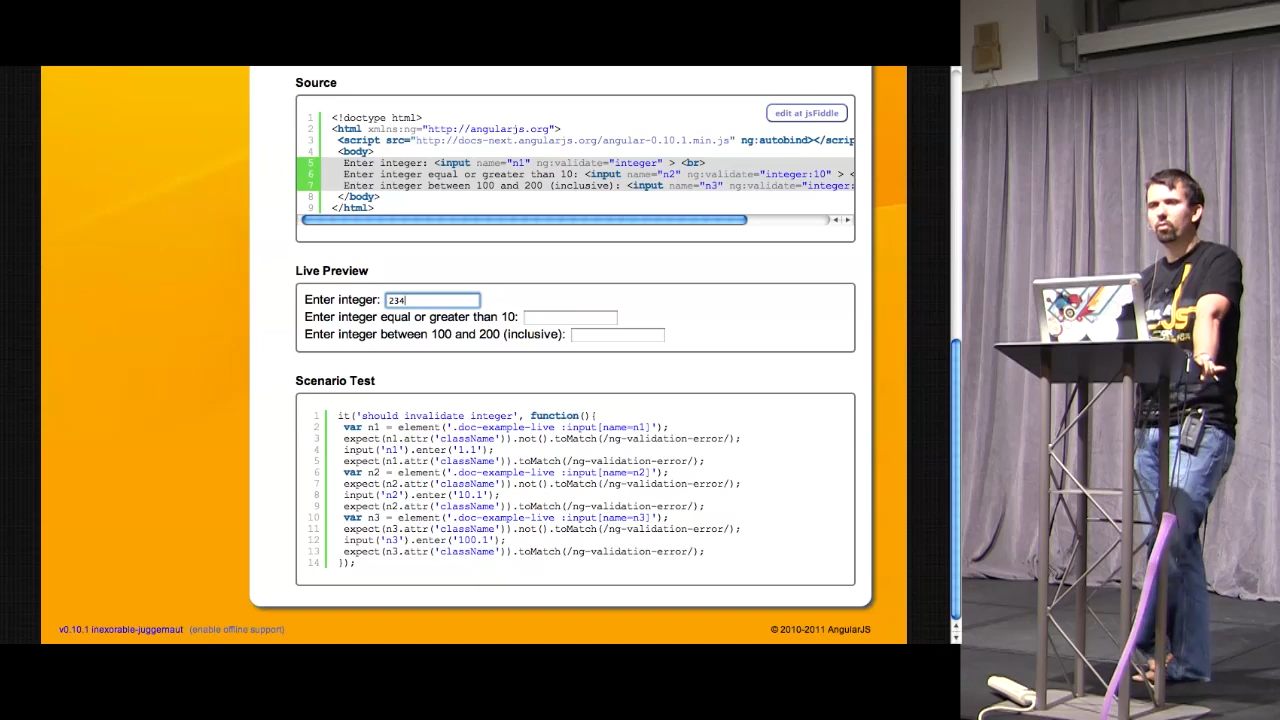 Source
edit at jsFiddle
1 <!doctype html>
2 <html xmlns:ng="http://angularjs.org">
3 <script src="http://docs-next.angularjs.org/angular-0.10.1.min.js" ng:autobind></scrip
4 <body>
5 Enter integer: <input name="n1" ng:validate="integer" > <br>
6 Enter integer equal or greater than 10: <input name="n2" ng:validate="integer:10" > <
7 Enter integer between 100 and 200 (inclusive): <input name="n3" ng:validate="integer:
8 </body>
9 </html>
Live Preview
Enter integer: 234
Enter integer equal or greater than 10:
Enter integer between 100 and 200 (inclusive):
Scenario Test
1 it('should invalidate integer', function(){
2 var n1 = element('.doc-example-live :input[name=n1]');
3 expect(n1.attr('className')).not().toMatch(/ng-validation-error/);
4 input('n1').enter('1.1');
5 expect(n1.attr('className')).toMatch(/ng-validation-error/);
6 var n2 = element('.doc-example-live :input[name=n2]');
7 expect(n2.attr('className')).not().toMatch(/ng-validation-error/);
8 input('n2').enter('10.1');
9 expect(n2.attr('className')).toMatch(/ng-validation-error/);
10 var n3 = element('.doc-example-live :input[name=n3]');
11 expect(n3.attr('className')).not().toMatch(/ng-validation-error/);
12 input('n3').enter('100.1');
13 expect(n3.attr('className')).toMatch(/ng-validation-error/);
14 });
v0.10.1 inexorable-juggernaut (enable offline support)
© 2010-2011 AngularJS